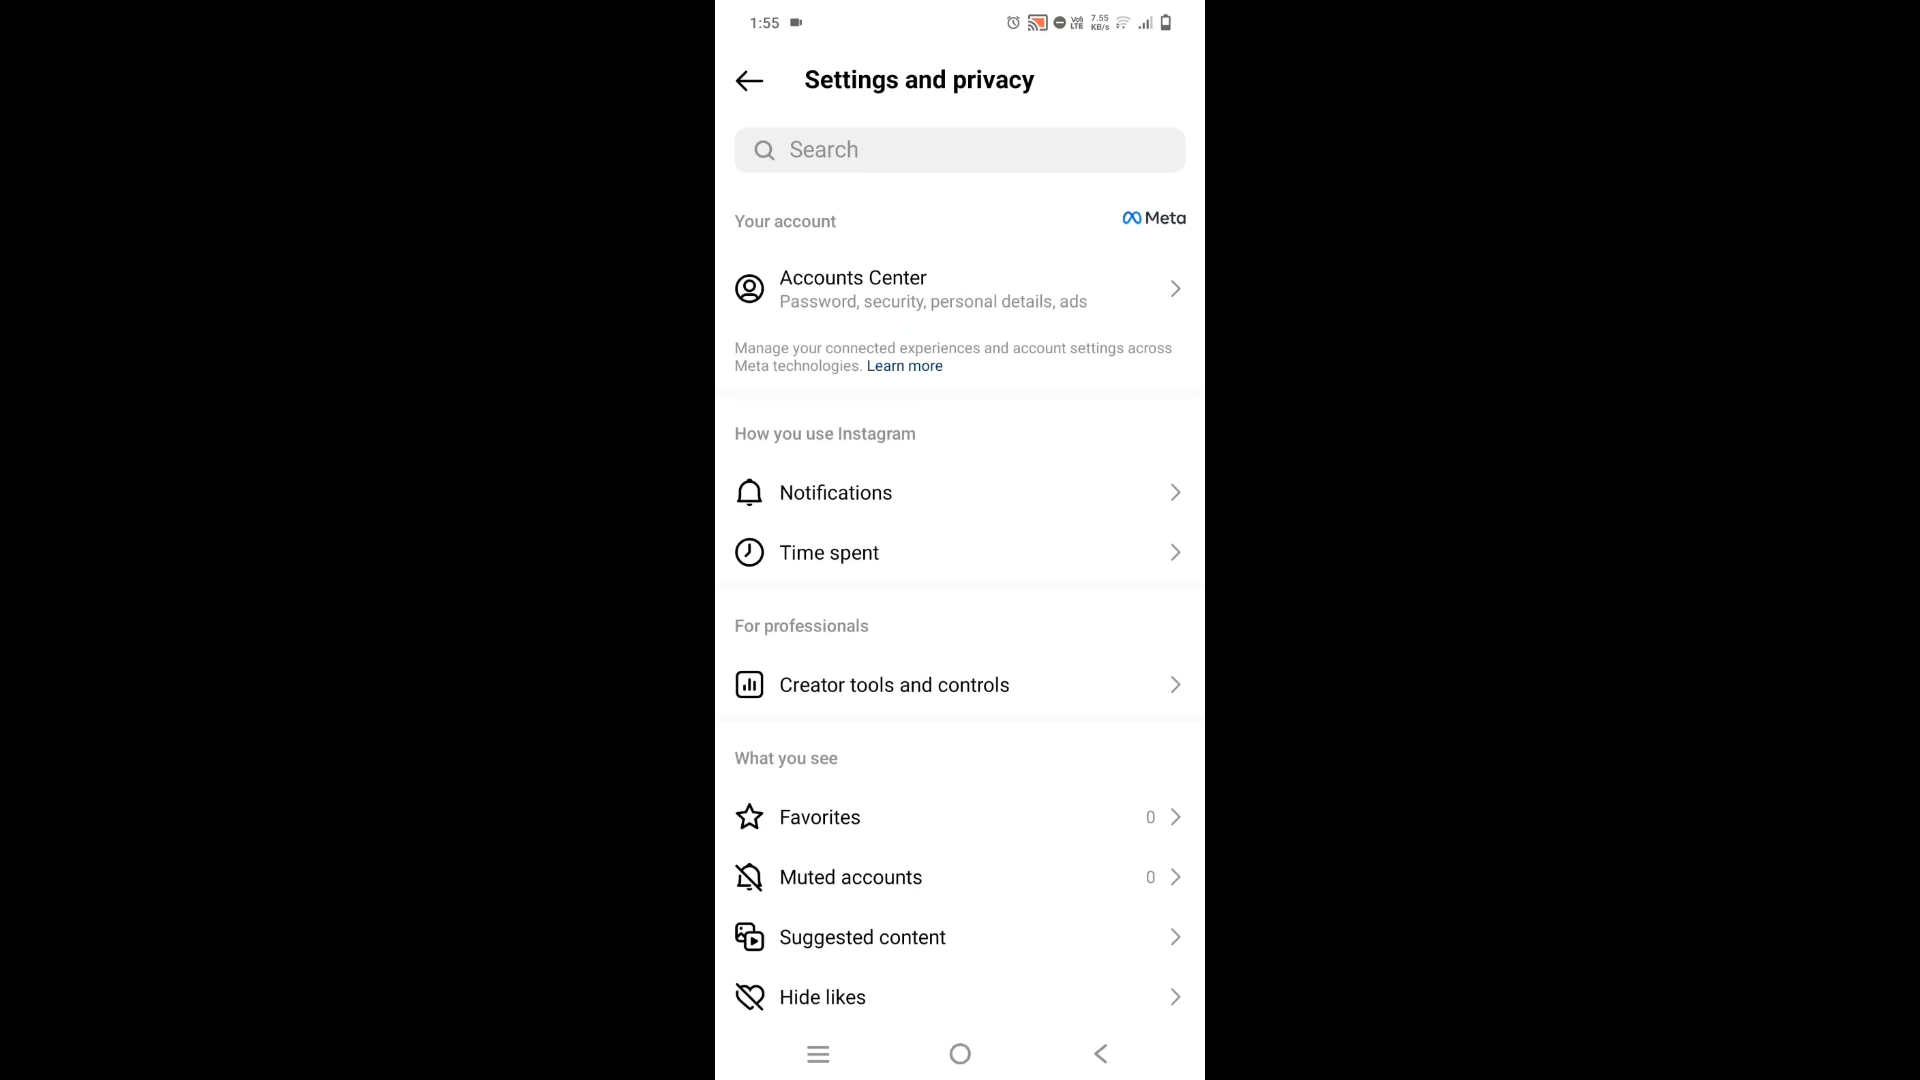 1:55
Vo) LTE 7.55 KB/s
Settings and privacy
Search
Your account
Meta
Accounts Center
Password, security, personal details, ads
Manage your connected experiences and account settings across
Meta technologies. Learn more
How you use Instagram
Notifications
Time spent
For professionals
Creator tools and controls
What you see
Favorites 0
Muted accounts 0
Suggested content
Hide likes